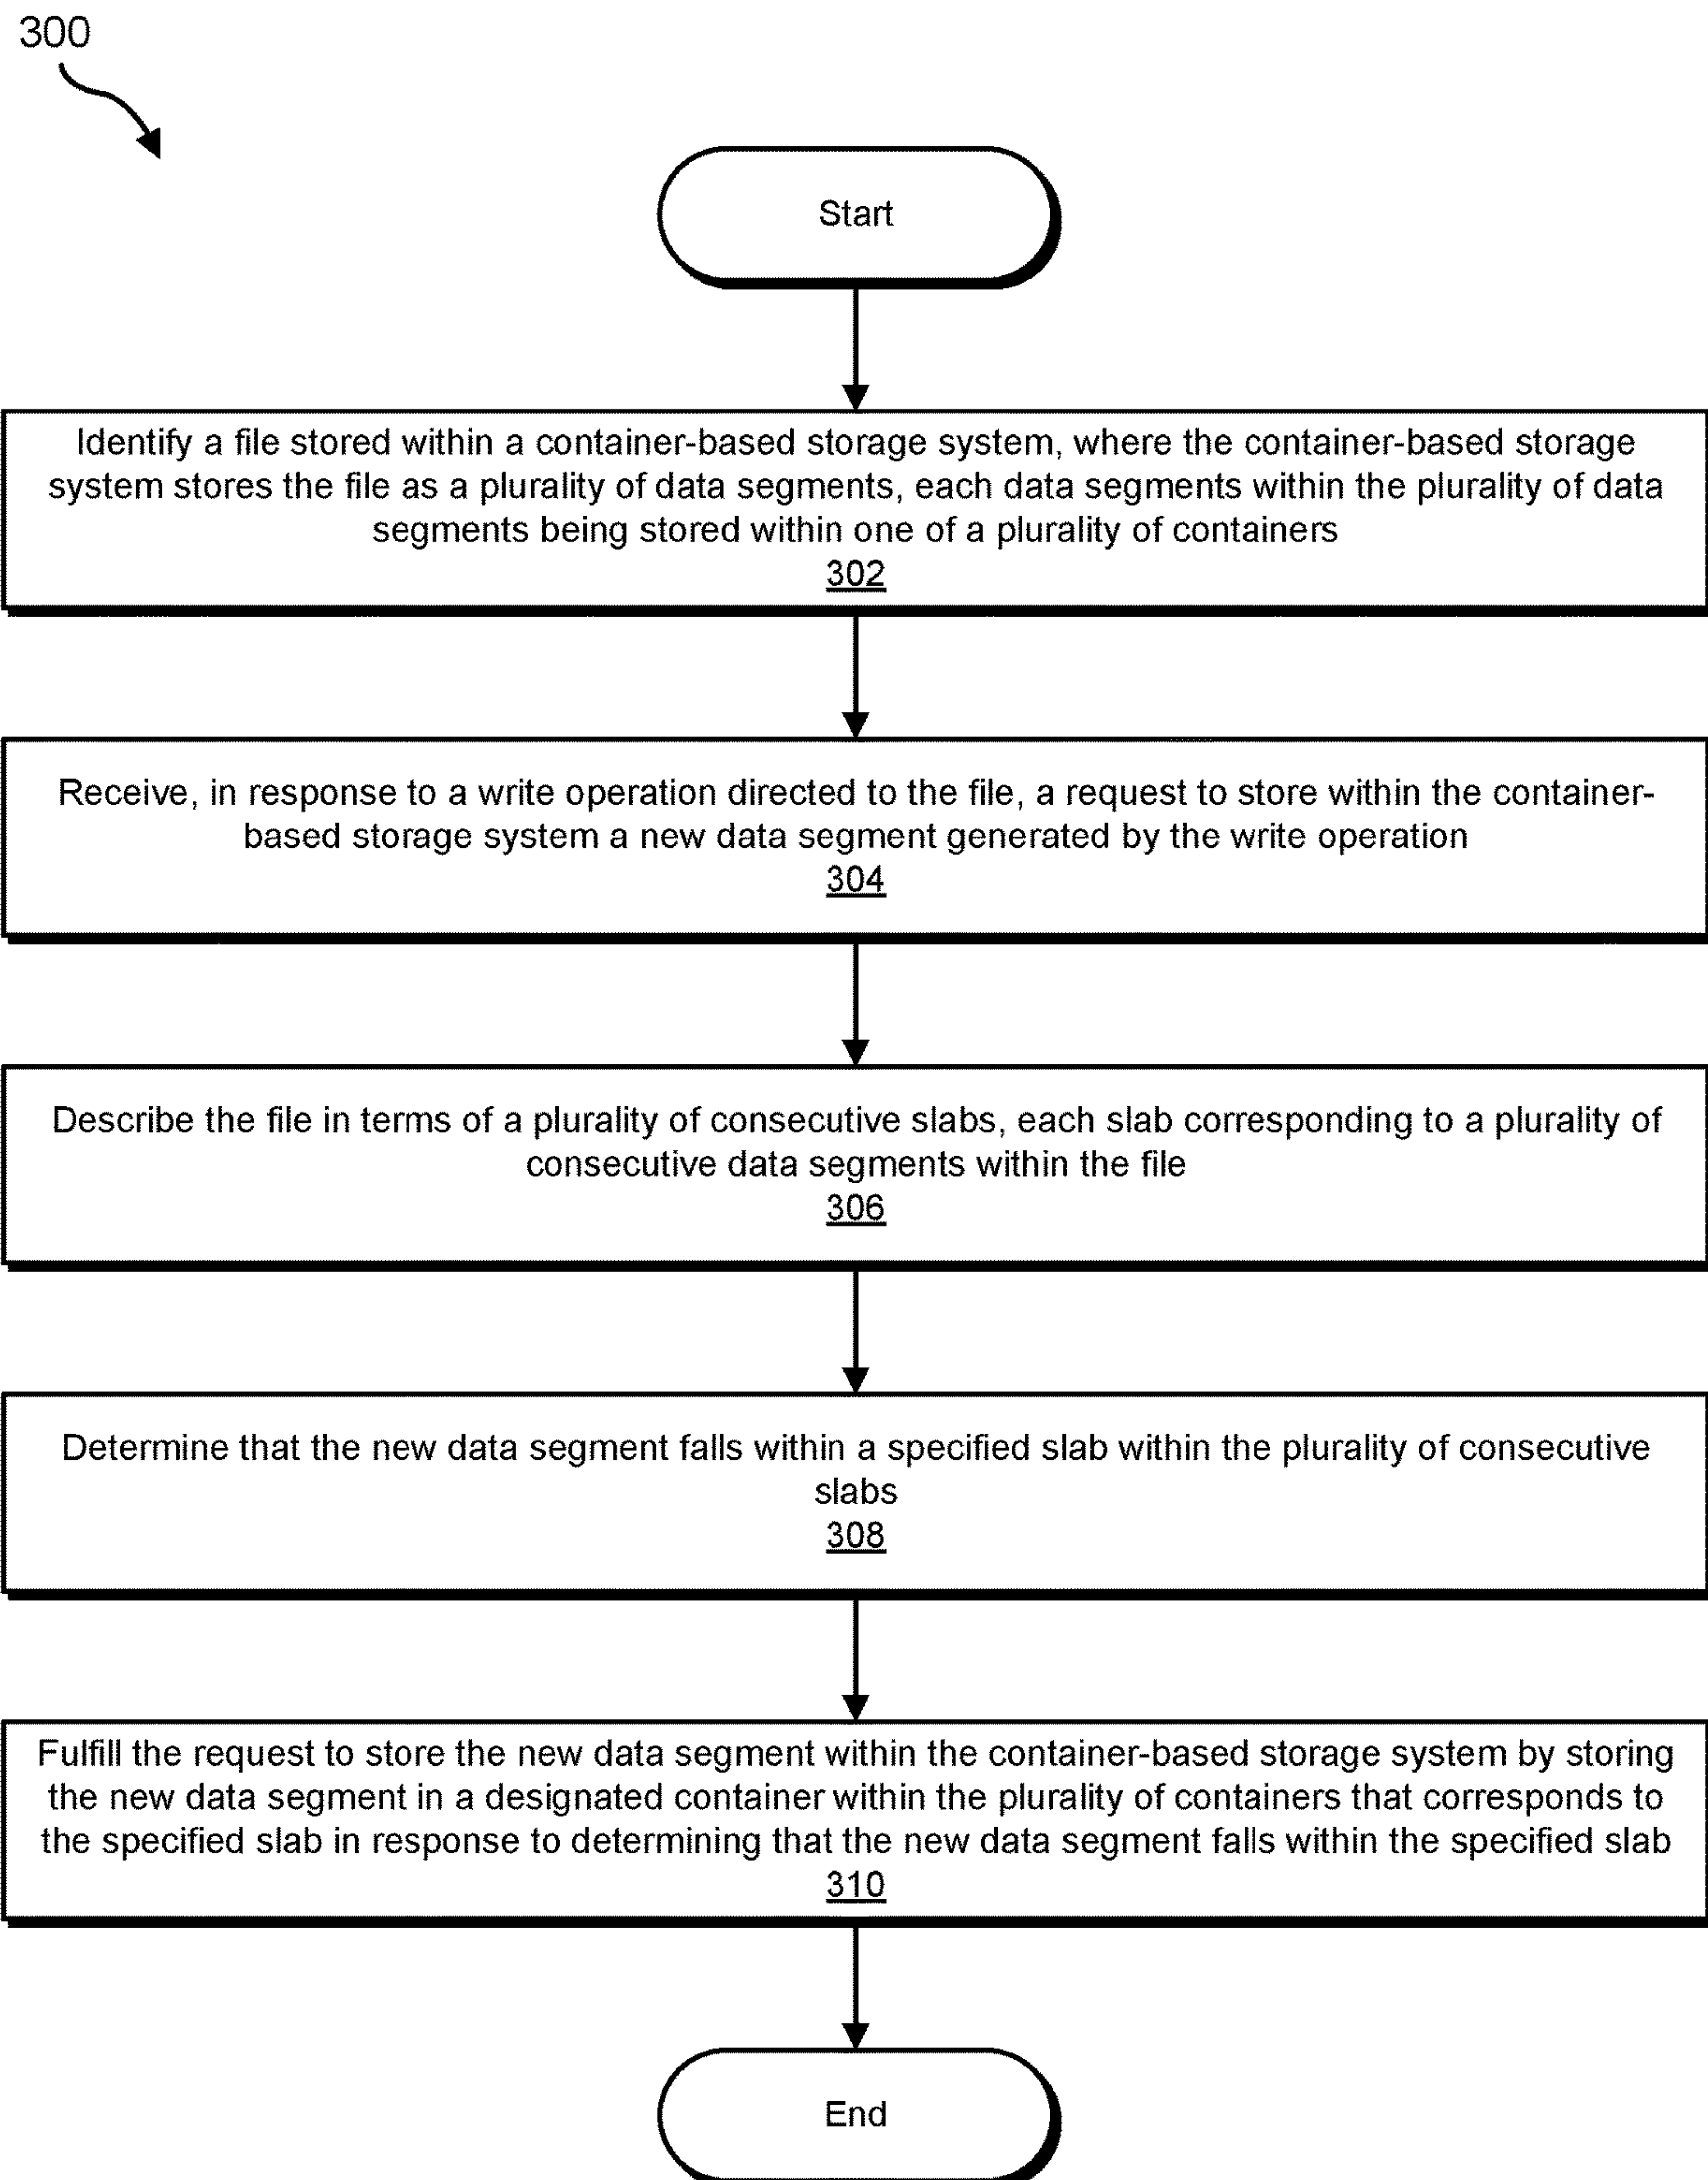 300
Start
Identify a file stored within a container-based storage system, where the container-based storage
system stores the file as a plurality of data segments, each data segments within the plurality of data
segments being stored within one of a plurality of containers
302
Receive, in response to a write operation directed to the file, a request to store within the container-
based storage system a new data segment generated by the write operation
304
Describe the file in terms of a plurality of consecutive slabs, each slab corresponding to a plurality of
consecutive data segments within the file
306
Determine that the new data segment falls within a specified slab within the plurality of consecutive
slabs
308
Fulfill the request to store the new data segment within the container-based storage system by storing
the new data segment in a designated container within the plurality of containers that corresponds to
the specified slab in response to determining that the new data segment falls within the specified slab
310
End